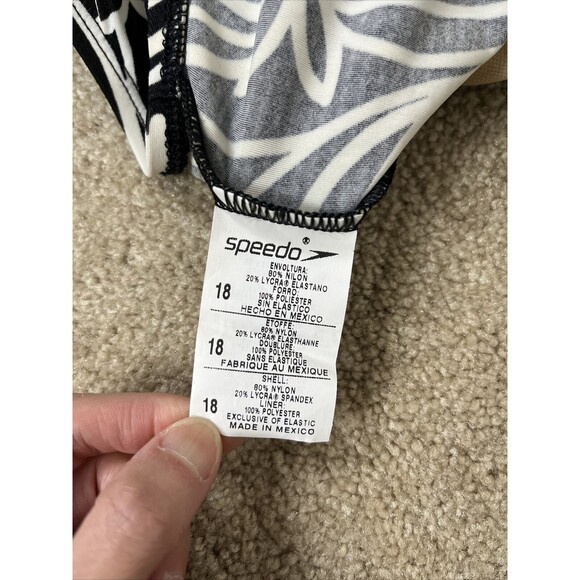 speedo®
ENVOLTURA:
80% NILON
20% LYCRA® ELASTANO
FORRO:
100% POLIESTER
SIN ELASTICO
HECHO EN MEXICO
18
ETOFFE:
80% NYLON
20% LYCRA® ELASTHANNE
DOUBLURE:
100% POLYESTER
SANS ELASTIQUE
FABRIQUE AU MEXIQUE
18
SHELL:
80% NYLON
20% LYCRA® SPANDEX
LINER:
100% POLYESTER
EXCLUSIVE OF ELASTIC
MADE IN MEXICO
18